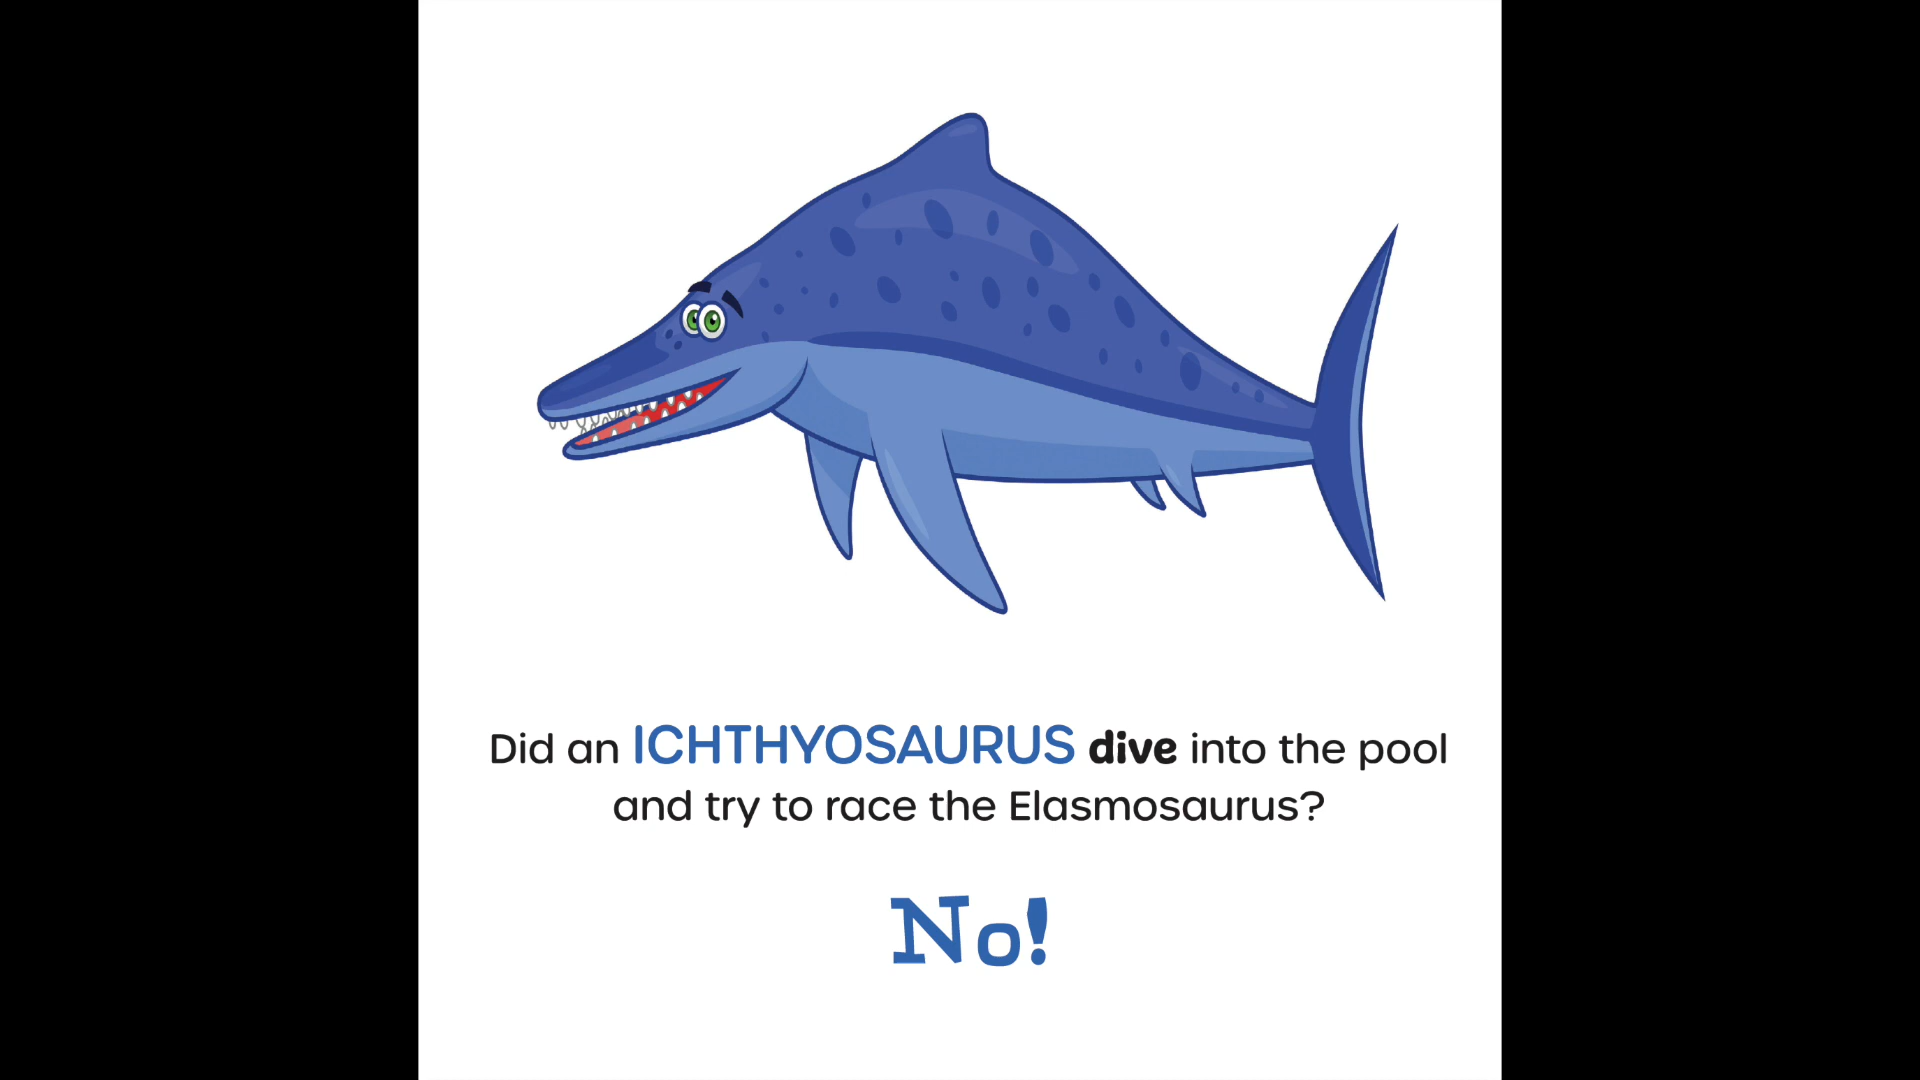 Did an ICHTHYOSAURUS dive into the pool
and try to race the Elasmosaurus?
No!